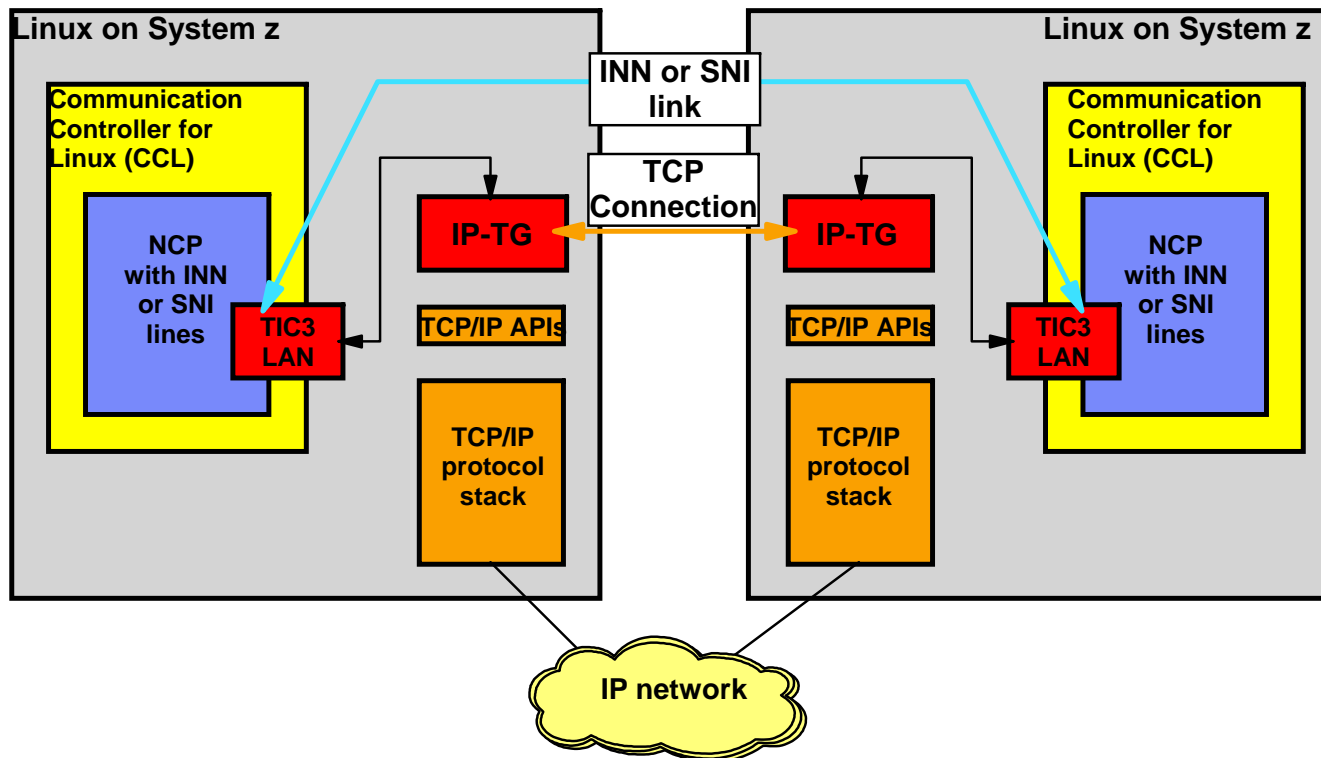 Linux on System z
Linux on System z
INN or SNI
link
Communication
Controller for
Linux (CCL)
Communication
Controller for
Linux (CCL)
TCP
Connection
IP-TG
IP-TG
NCP
with INN
or SNI
lines
NCP
with INN
or SNI
lines
TIC3
LAN
TCP/IP APIs
TCP/IP APIs
TIC3
LAN
TCP/IP
protocol
stack
TCP/IP
protocol
stack
IP network